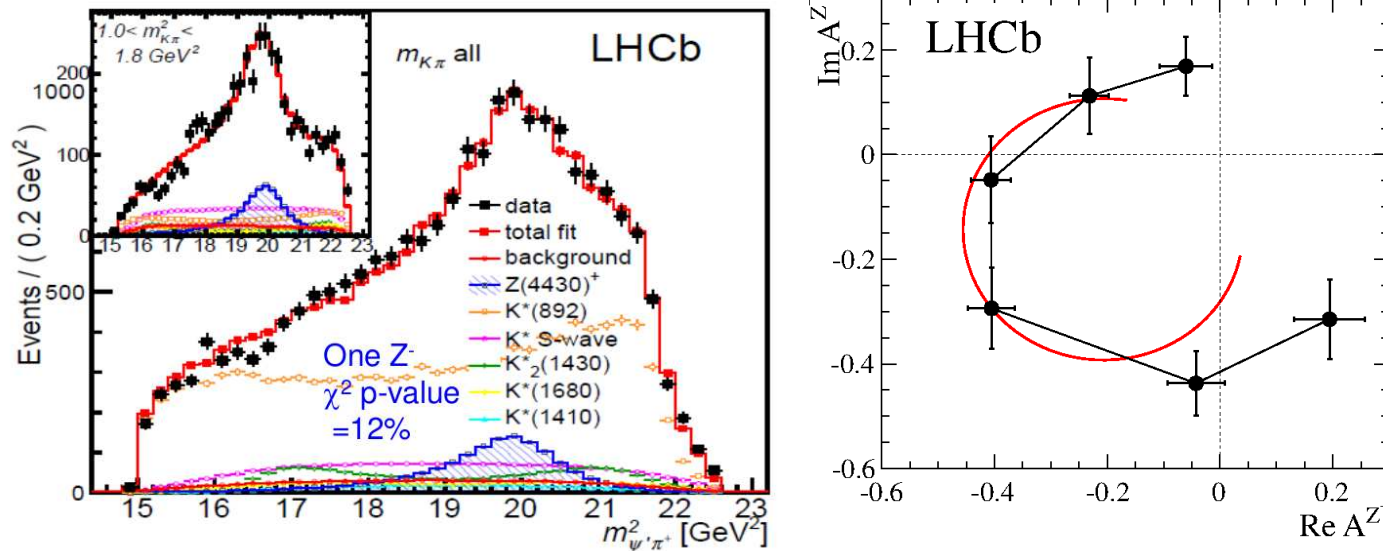 1.0< m²Kπ<
1.8 GeV²
200
100
0
15 16 17 18 19 20 21 22 23
mKπ all
LHCb
1000
500
0
Events / ( 0.2 GeV² )
data
total fit
background
Z(4430)⁺
K*(892)
K* S-wave
K*₂(1430)
K*(1680)
K*(1410)
One Z⁻
χ² p-value
=12%
15 16 17 18 19 20 21 22 23
m²ψ'π⁺ [GeV²]
LHCb
Im Aᶻ
0.2
0
-0.2
-0.4
-0.6
-0.6 -0.4 -0.2 0 0.2
Re Aᶻ